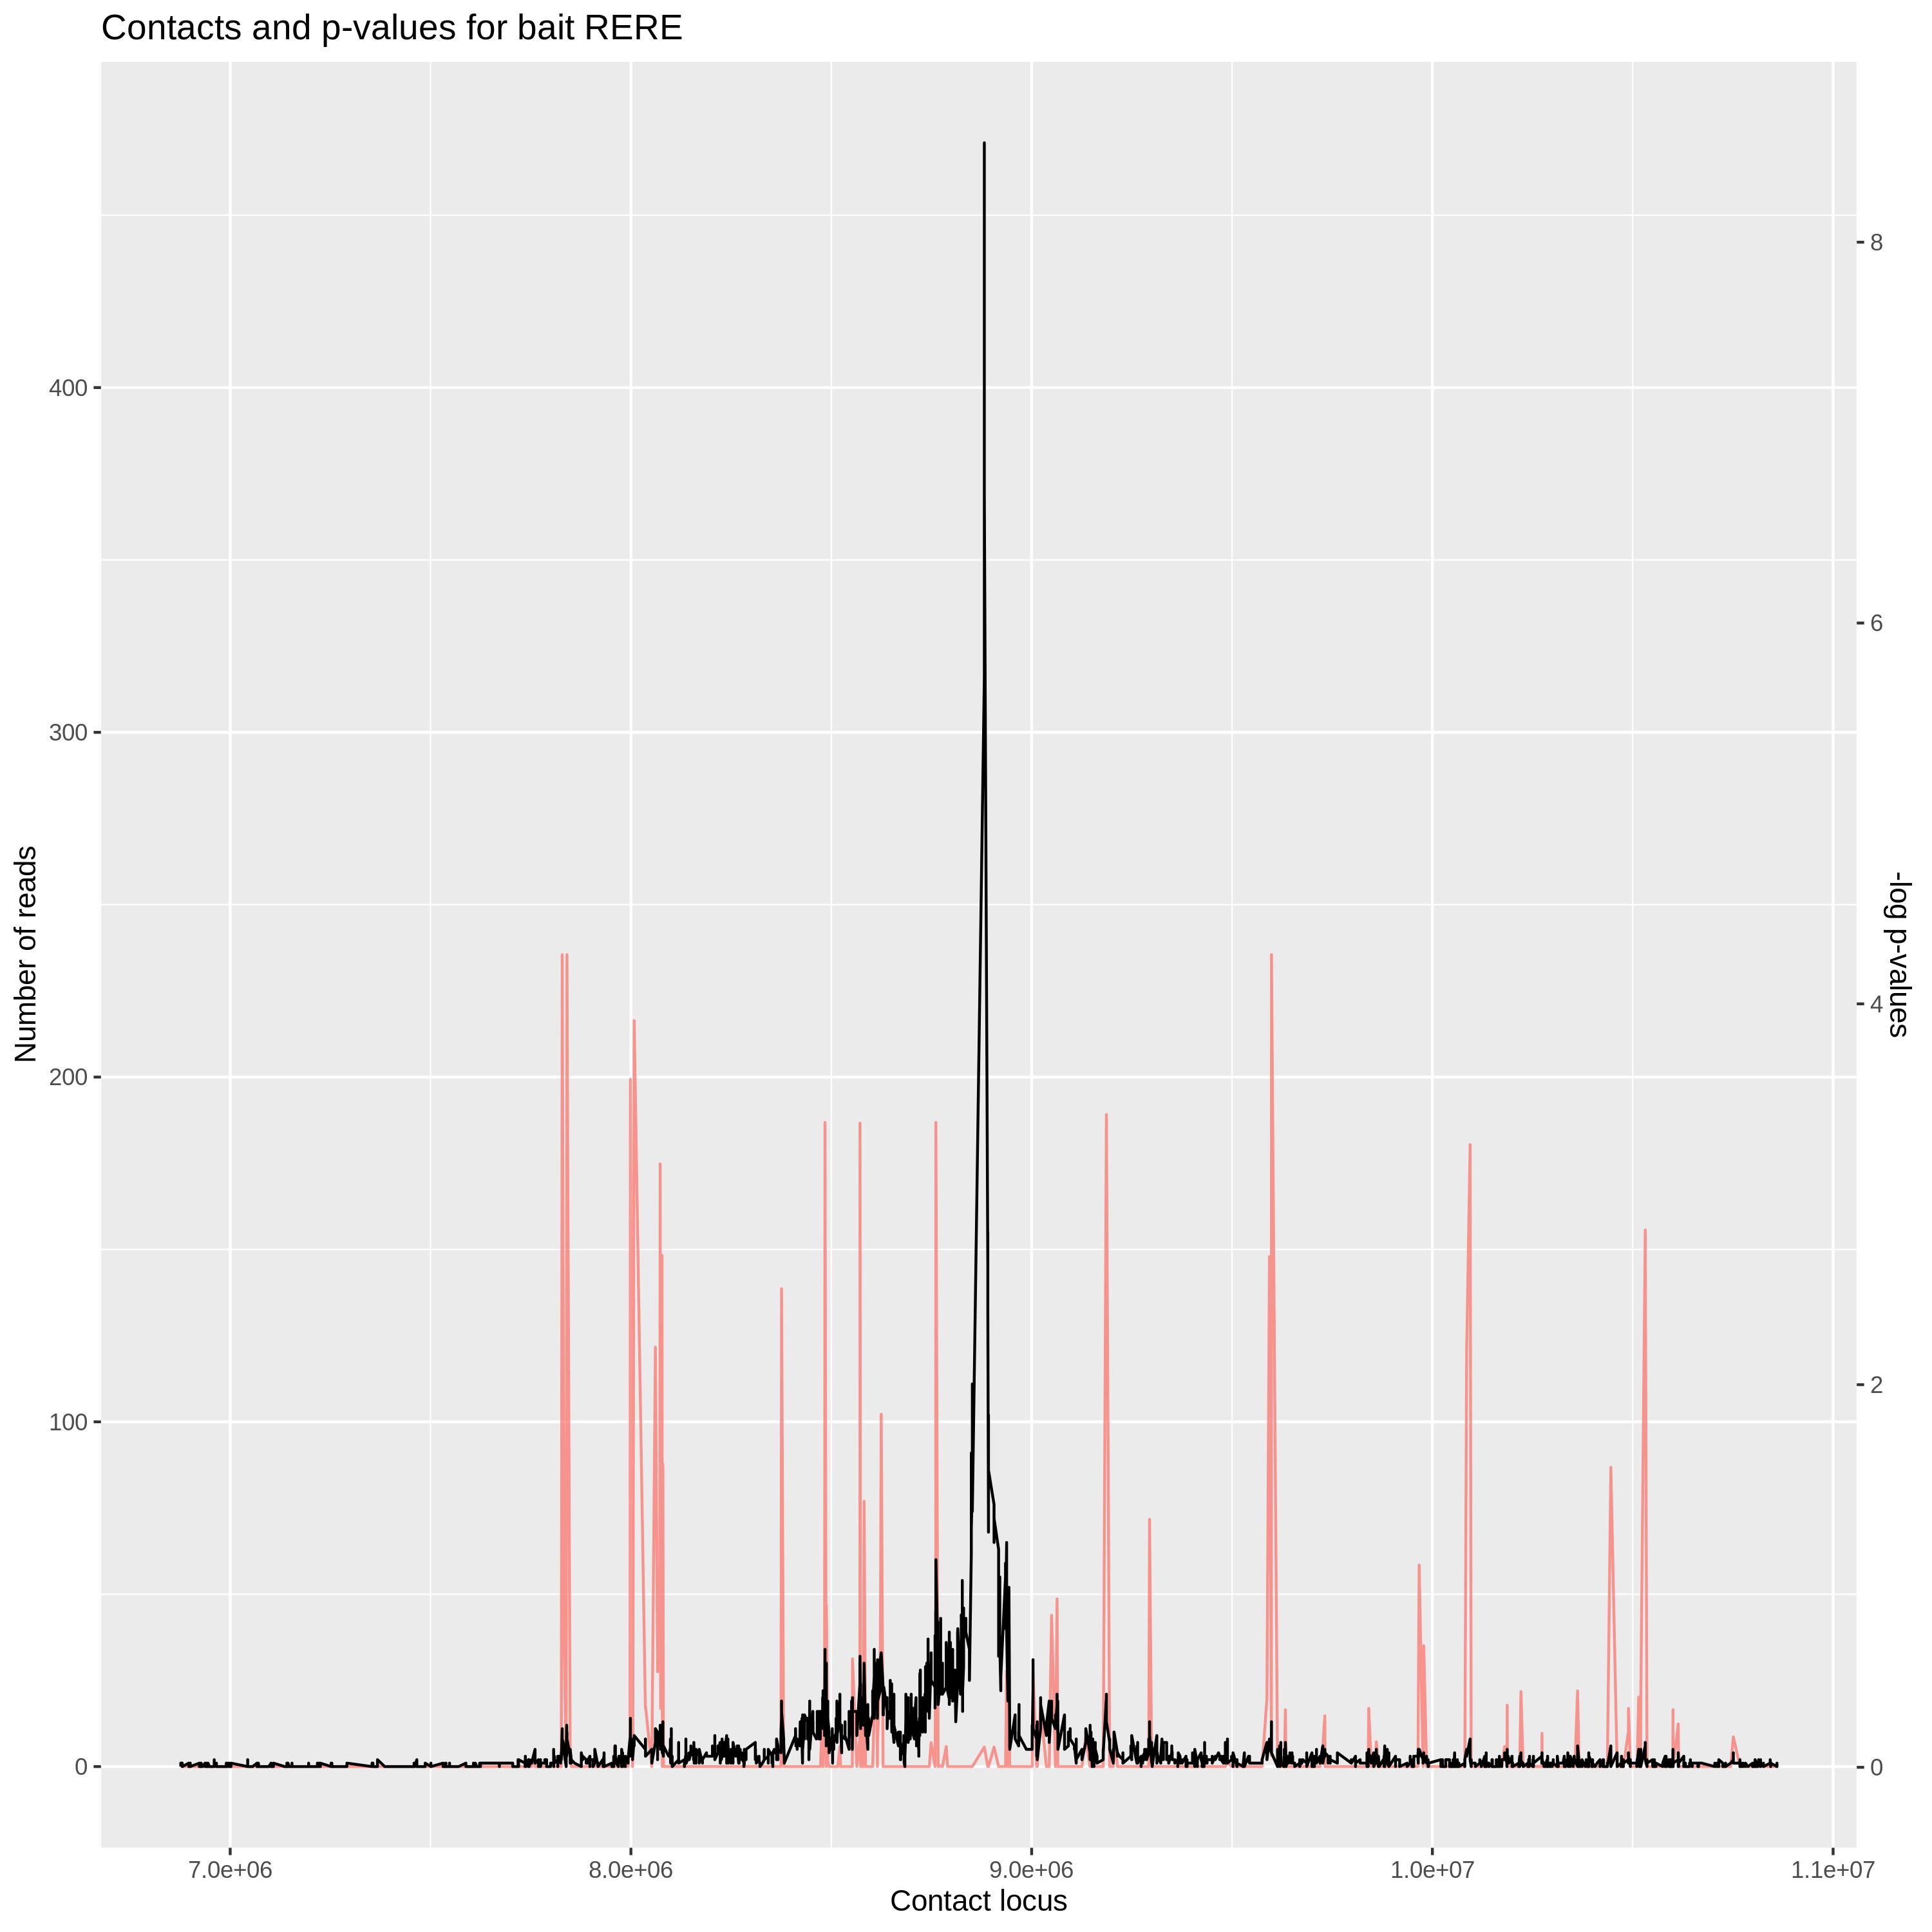 Contacts and p-values for bait RERE
Number of reads
400
300
200
100
0
8
6
4
2
0
-log p-values
7.0e+06
8.0e+06
9.0e+06
1.0e+07
1.1e+07
Contact locus